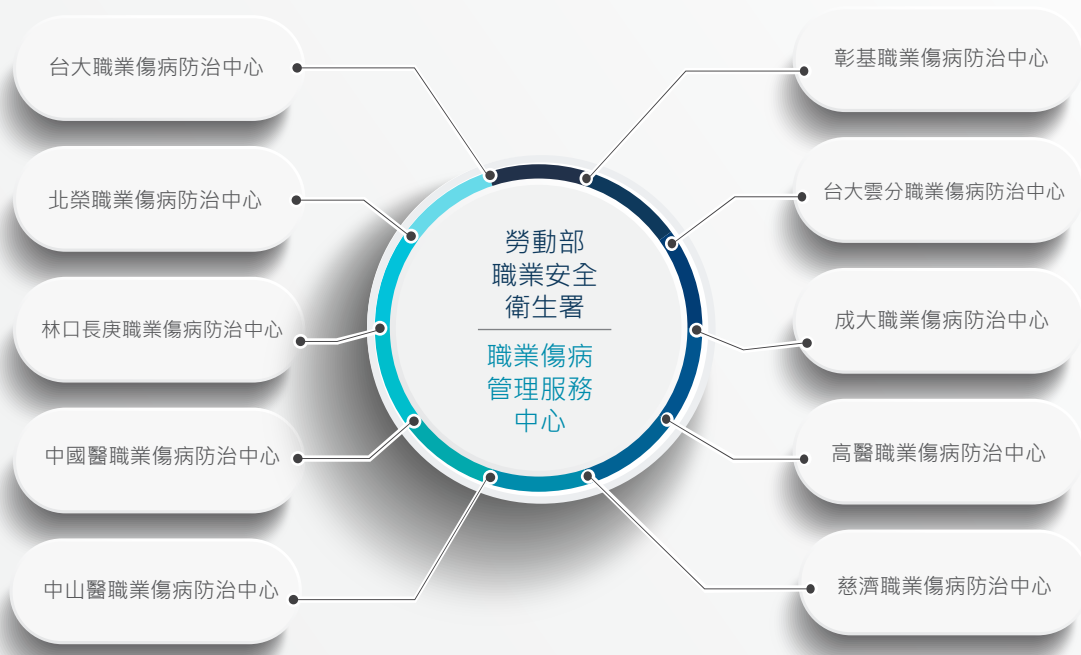 台大職業傷病防治中心
北榮職業傷病防治中心
林口長庚職業傷病防治中心
中國醫職業傷病防治中心
中山醫職業傷病防治中心
勞動部
職業安全
衛生署
職業傷病
管理服務
中心
彰基職業傷病防治中心
台大雲分職業傷病防治中心
成大職業傷病防治中心
高醫職業傷病防治中心
慈濟職業傷病防治中心